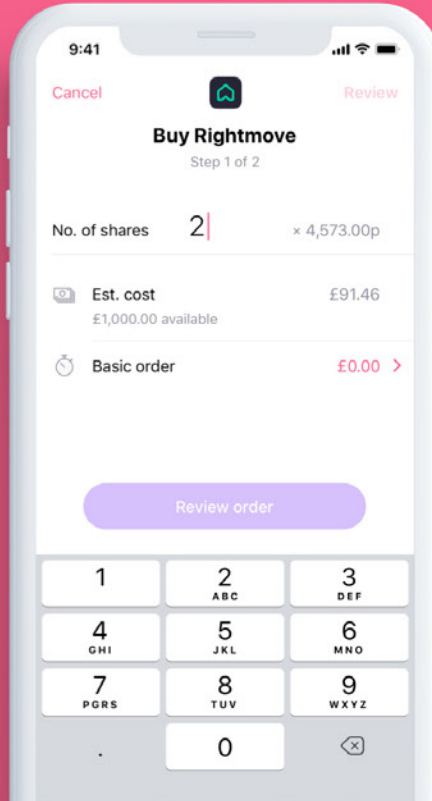 9:41
Cancel Review
Buy Rightmove
Step 1 of 2
No. of shares 2 × 4,573.00p
Est. cost £91.46
£1,000.00 available
Basic order £0.00 >
Review order
1 2 3
ABC DEF
4 5 6
GHI JKL MNO
7 8 9
PGRS TUV WXYZ
. 0